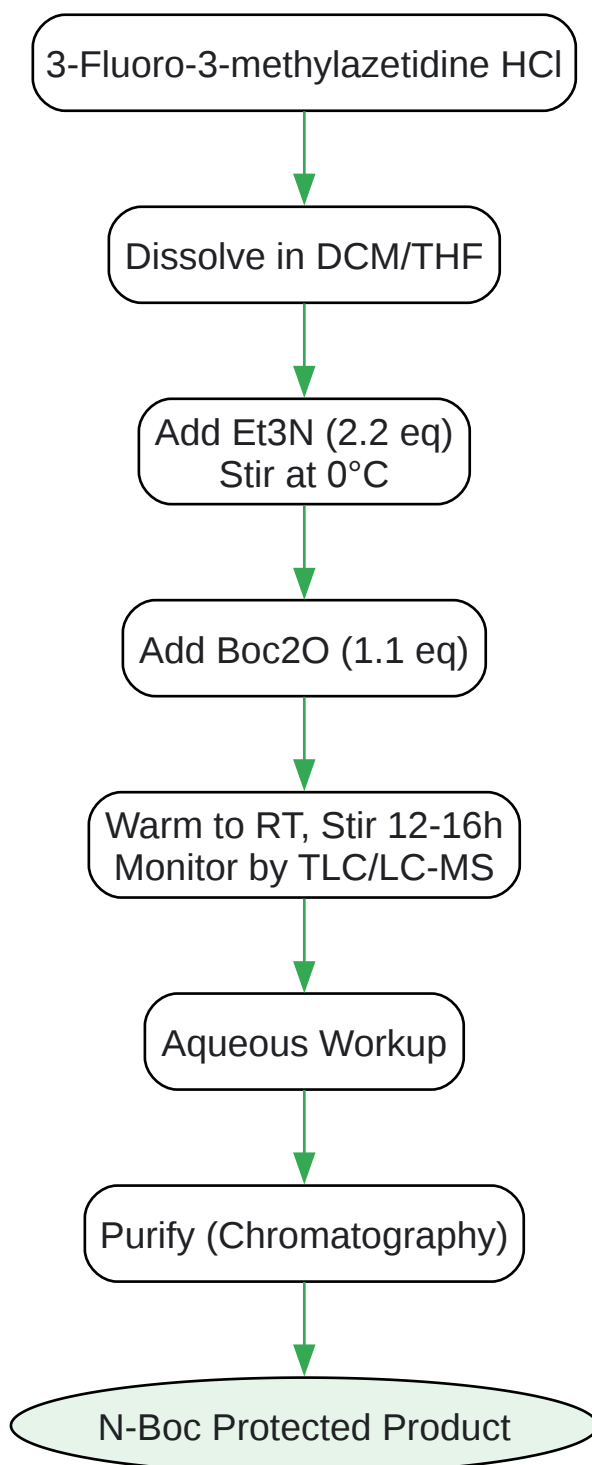 3-Fluoro-3-methylazetidine HCl
Dissolve in DCM/THF
Add Et3N (2.2 eq)
Stir at 0°C
Add Boc2O (1.1 eq)
Warm to RT, Stir 12-16h
Monitor by TLC/LC-MS
Aqueous Workup
Purify (Chromatography)
N-Boc Protected Product